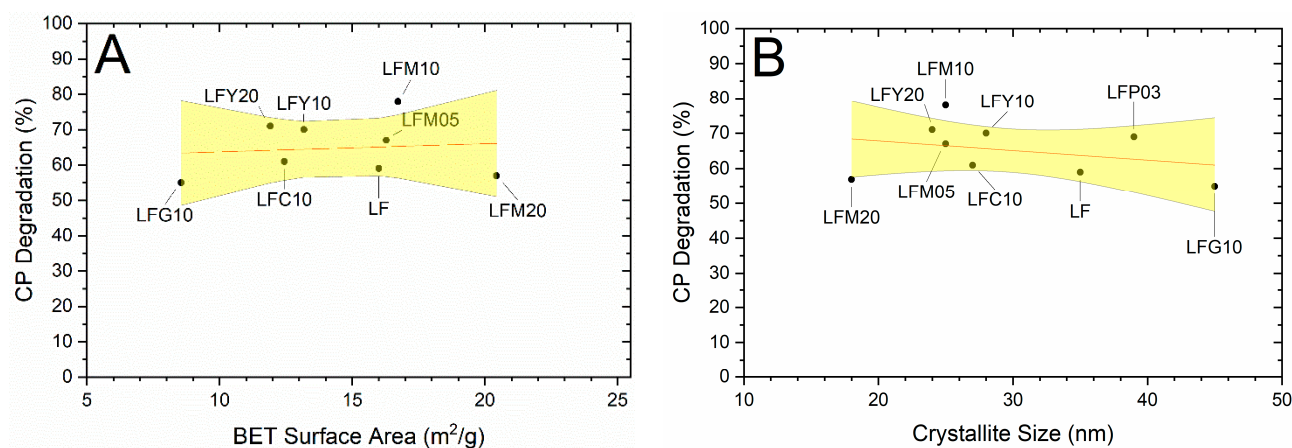 A
CP Degradation (%)
100
90
80
70
60
50
40
30
20
10
0
LFM10
LFY20
LFY10
LFM05
LFG10
LFC10
LF
LFM20
5 10 15 20 25
BET Surface Area (m²/g)
B
CP Degradation (%)
100
90
80
70
60
50
40
30
20
10
0
LFM10
LFY20
LFY10
LFP03
LFM20
LFM05
LFC10
LF
LFG10
10 20 30 40 50
Crystallite Size (nm)